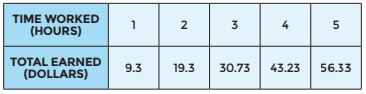 TIME WORKED
(HOURS) 1 2 3 4 5
TOTAL EARNED
(DOLLARS) 9.3 19.3 30.73 43.23 56.33